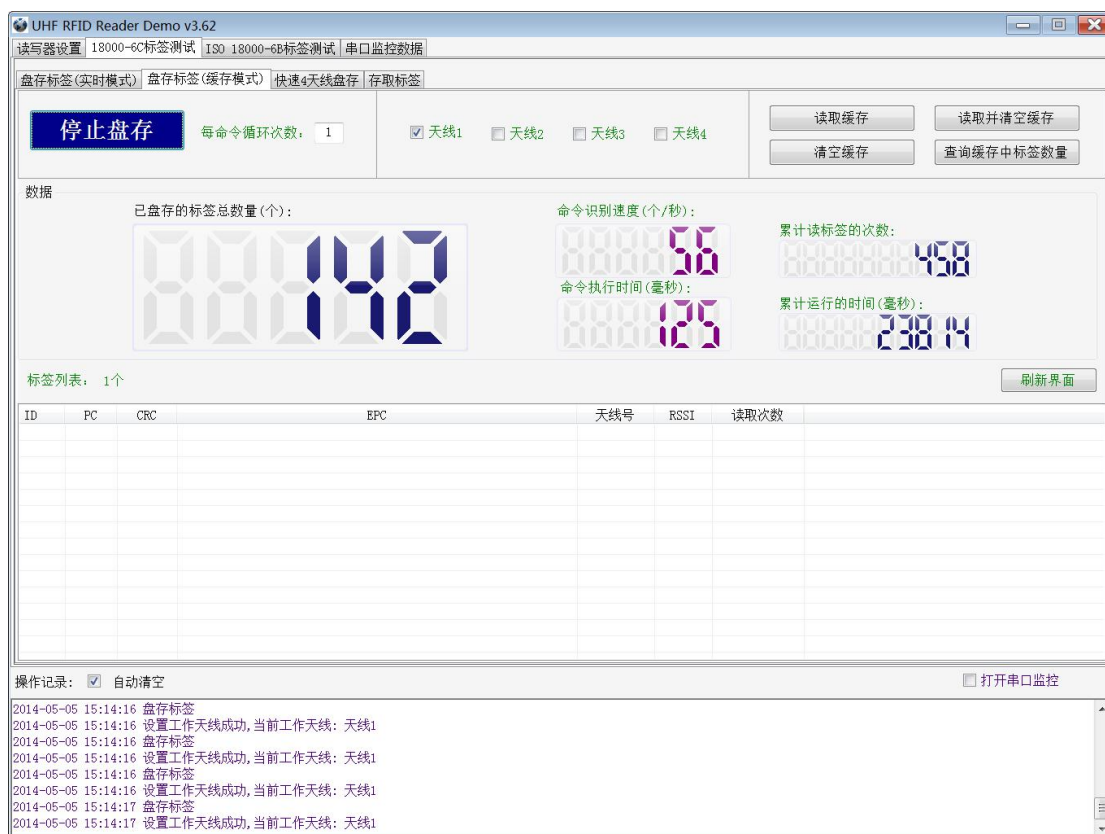 UHF RFID Reader Demo v3.62
读写器设置 18000-6C标签测试 ISO 18000-6B标签测试 串口监控数据
盘存标签(实时模式) 盘存标签(缓存模式) 快速4天线盘存 存取标签
停止盘存 每命令循环次数: 1 天线1 天线2 天线3 天线4 读取缓存 读取并清空缓存
清空缓存 查询缓存中标签数量
数据
已盘存的标签总数量(个): 命令识别速度(个/秒):
142 56
累计读标签的次数:
458
命令执行时间(毫秒):
125
累计运行的时间(毫秒):
23814
标签列表: 1个 刷新界面
ID PC CRC EPC 天线号 RSSI 读取次数
操作记录: 自动清空 打开串口监控
2014-05-05 15:14:16 盘存标签
2014-05-05 15:14:16 设置工作天线成功,当前工作天线: 天线1
2014-05-05 15:14:16 盘存标签
2014-05-05 15:14:16 设置工作天线成功,当前工作天线: 天线1
2014-05-05 15:14:16 盘存标签
2014-05-05 15:14:16 设置工作天线成功,当前工作天线: 天线1
2014-05-05 15:14:17 盘存标签
2014-05-05 15:14:17 设置工作天线成功,当前工作天线: 天线1